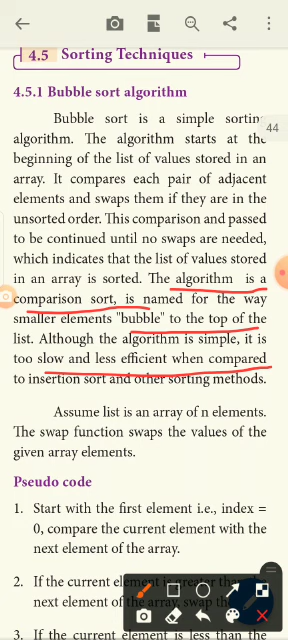 4.5 Sorting Techniques
4.5.1 Bubble sort algorithm
44
Bubble sort is a simple sorting
algorithm. The algorithm starts at the
beginning of the list of values stored in an
array. It compares each pair of adjacent
elements and swaps them if they are in the
unsorted order. This comparison and passed
to be continued until no swaps are needed,
which indicates that the list of values stored
in an array is sorted. The algorithm is a
comparison sort, is named for the way
smaller elements "bubble" to the top of the
list. Although the algorithm is simple, it is
too slow and less efficient when compared
to insertion sort and other sorting methods.
Assume list is an array of n elements.
The swap function swaps the values of the
given array elements.
Pseudo code
1. Start with the first element i.e., index =
0, compare the current element with the
next element of the array.
2. If the current element is greater than the
next element of the array, swap
3. If the current element is less than the